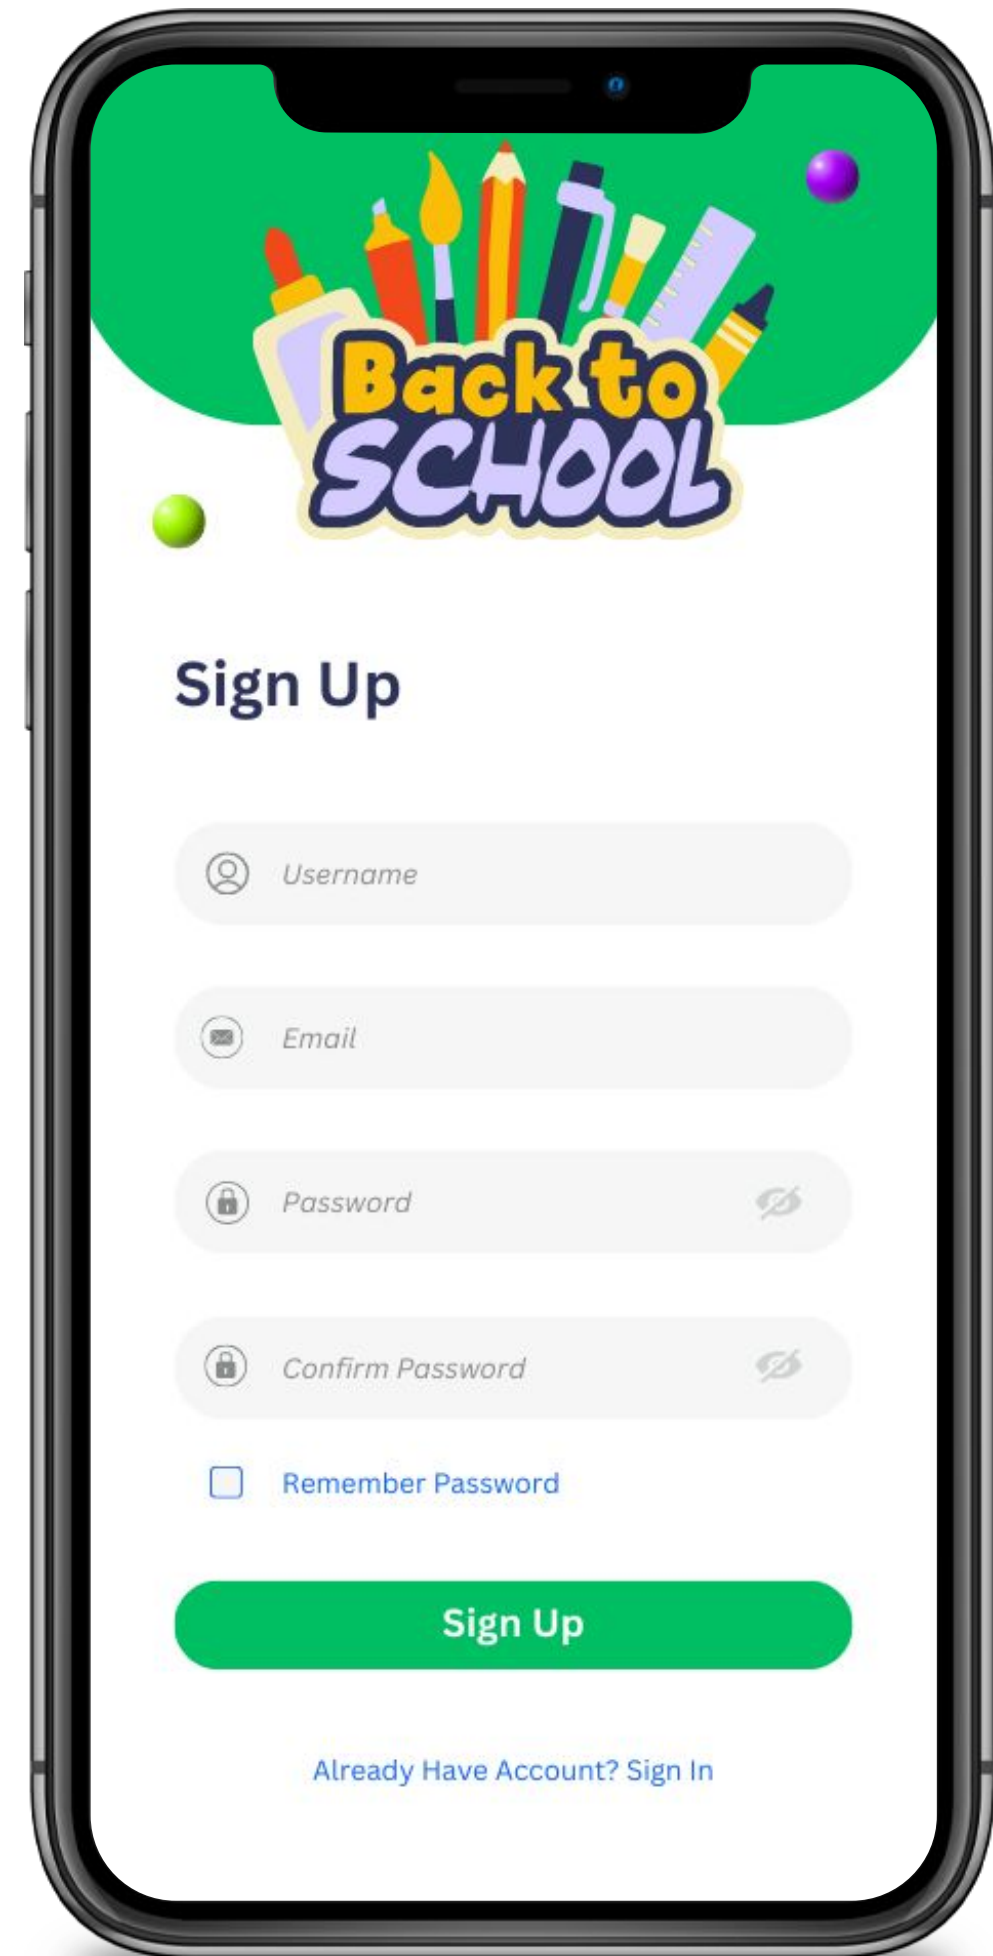 Back to
SCHOOL
Sign Up
Username
Email
Password
Confirm Password
Remember Password
Sign Up
Already Have Account? Sign In